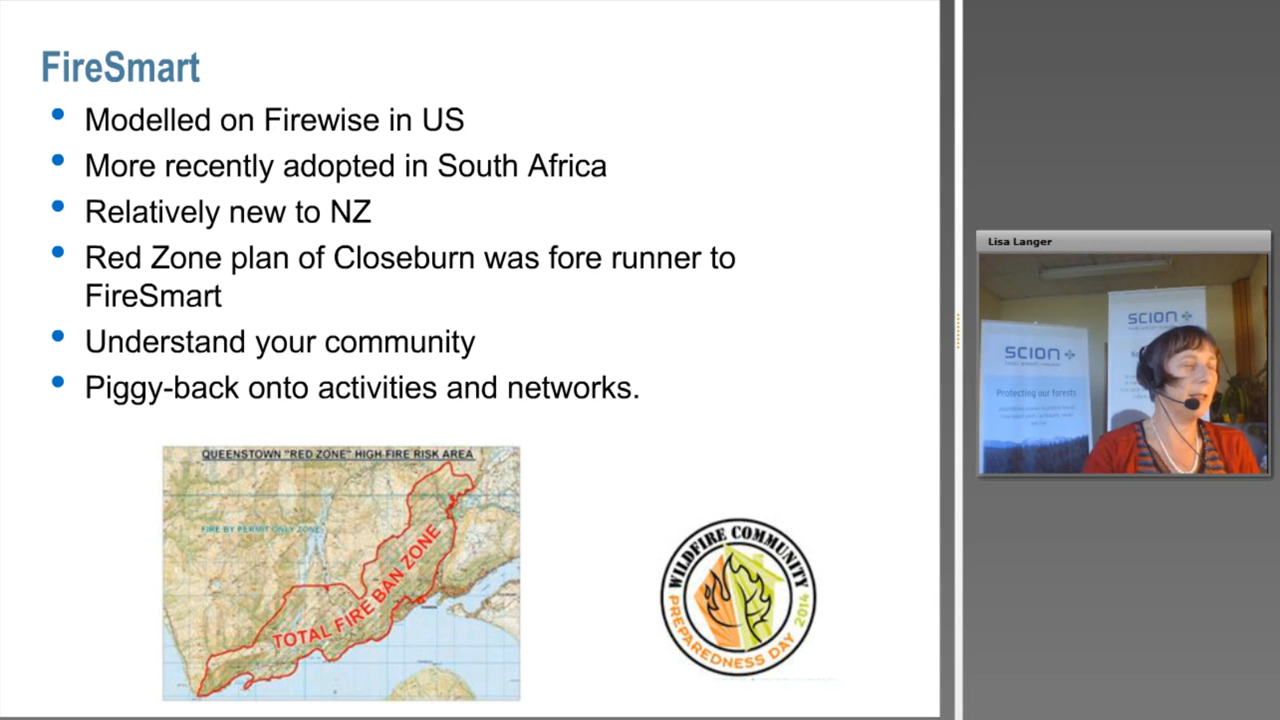 FireSmart
Modelled on Firewise in US
More recently adopted in South Africa
Relatively new to NZ
Red Zone plan of Closeburn was fore runner to
FireSmart
Understand your community
Piggy-back onto activities and networks.
QUEENSTOWN "RED ZONE" HIGH FIRE RISK AREA
FIRE BY PERMIT ONLY ZONE
TOTAL FIRE BAN ZONE
WILDFIRE COMMUNITY
PREPAREDNESS DAY 2014
Lisa Langer
scion
scion
Protecting our forests